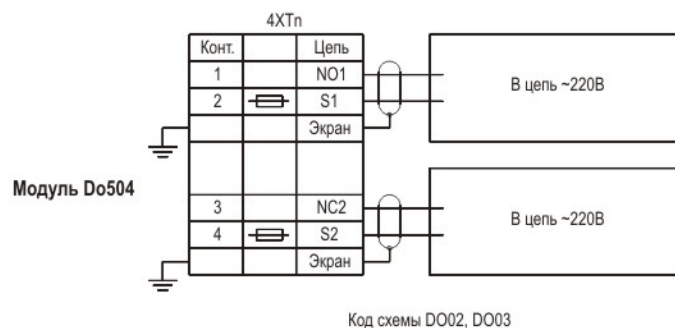 4XTn
Конт. Цепь
1 NO1
2 S1
Экран
В цепь ~220В
Модуль Do504
3 NC2
4 S2
Экран
В цепь ~220В
Код схемы DO02, DO03